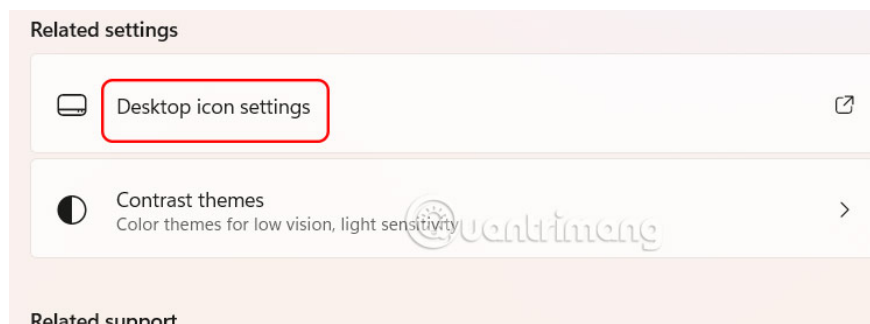 Related settings
Desktop icon settings
Contrast themes
Color themes for low vision, light sensitivity
Quantrimang
Related support